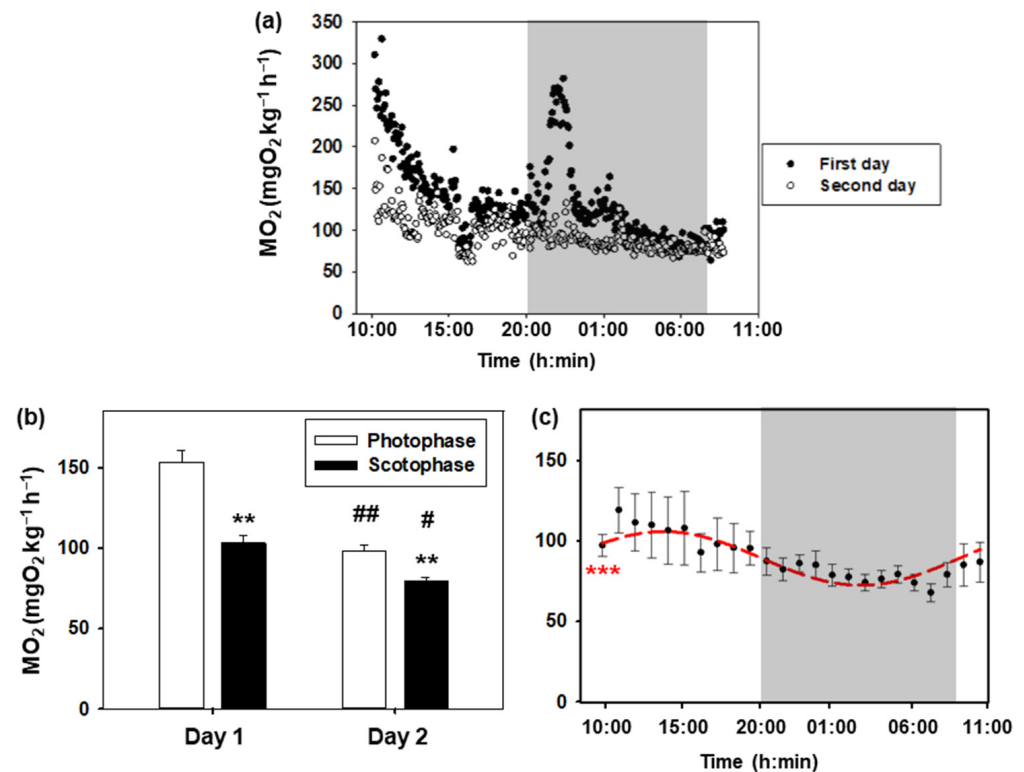 (a)
MO₂ (mgO₂ kg⁻¹ h⁻¹)
350
300
250
200
150
100
50
0
10:00 15:00 20:00 01:00 06:00 11:00
Time (h:min)
First day
Second day
(b)
MO₂ (mgO₂ kg⁻¹ h⁻¹)
150
100
50
0
Photophase
Scotophase
**
##
#
**
Day 1 Day 2
(c)
150
100
50
0
***
10:00 15:00 20:00 01:00 06:00 11:00
Time (h:min)